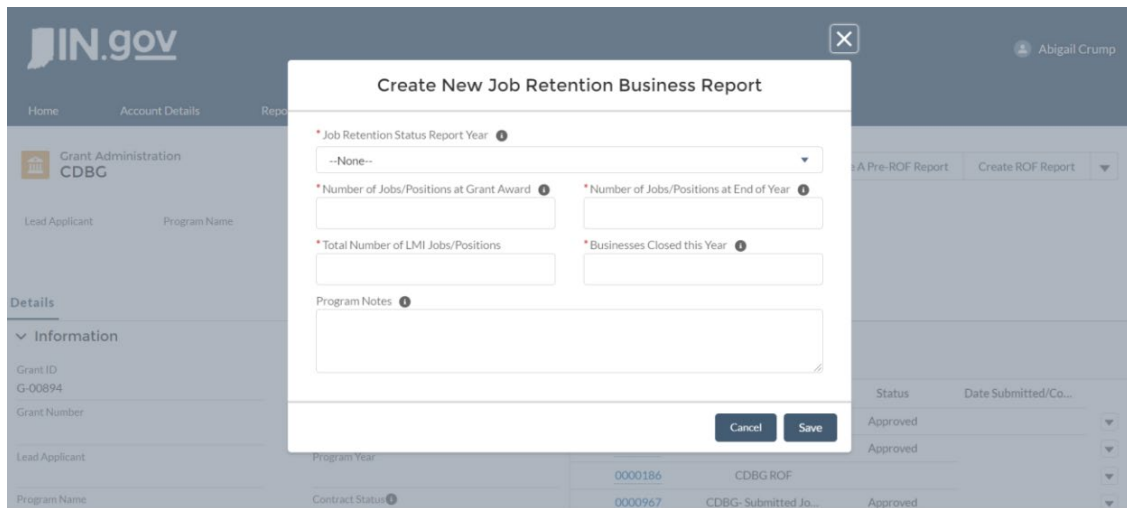 IN.gov
Abigail Crump
Create New Job Retention Business Report
Home Account Details Repo
* Job Retention Status Report Year
--None--
Grant Administration
CDBG
A Pre-ROF Report Create ROF Report
* Number of Jobs/Positions at Grant Award * Number of Jobs/Positions at End of Year
Lead Applicant Program Name
* Total Number of LMI Jobs/Positions * Businesses Closed this Year
Details
Program Notes
Information
Grant ID
G-00894
Status Date Submitted/Co...
Grant Number
Cancel Save
Approved
Lead Applicant Program Year
Approved
0000186 CDBG ROF
Program Name Contract Status
0000967 CDBG- Submitted Jo... Approved